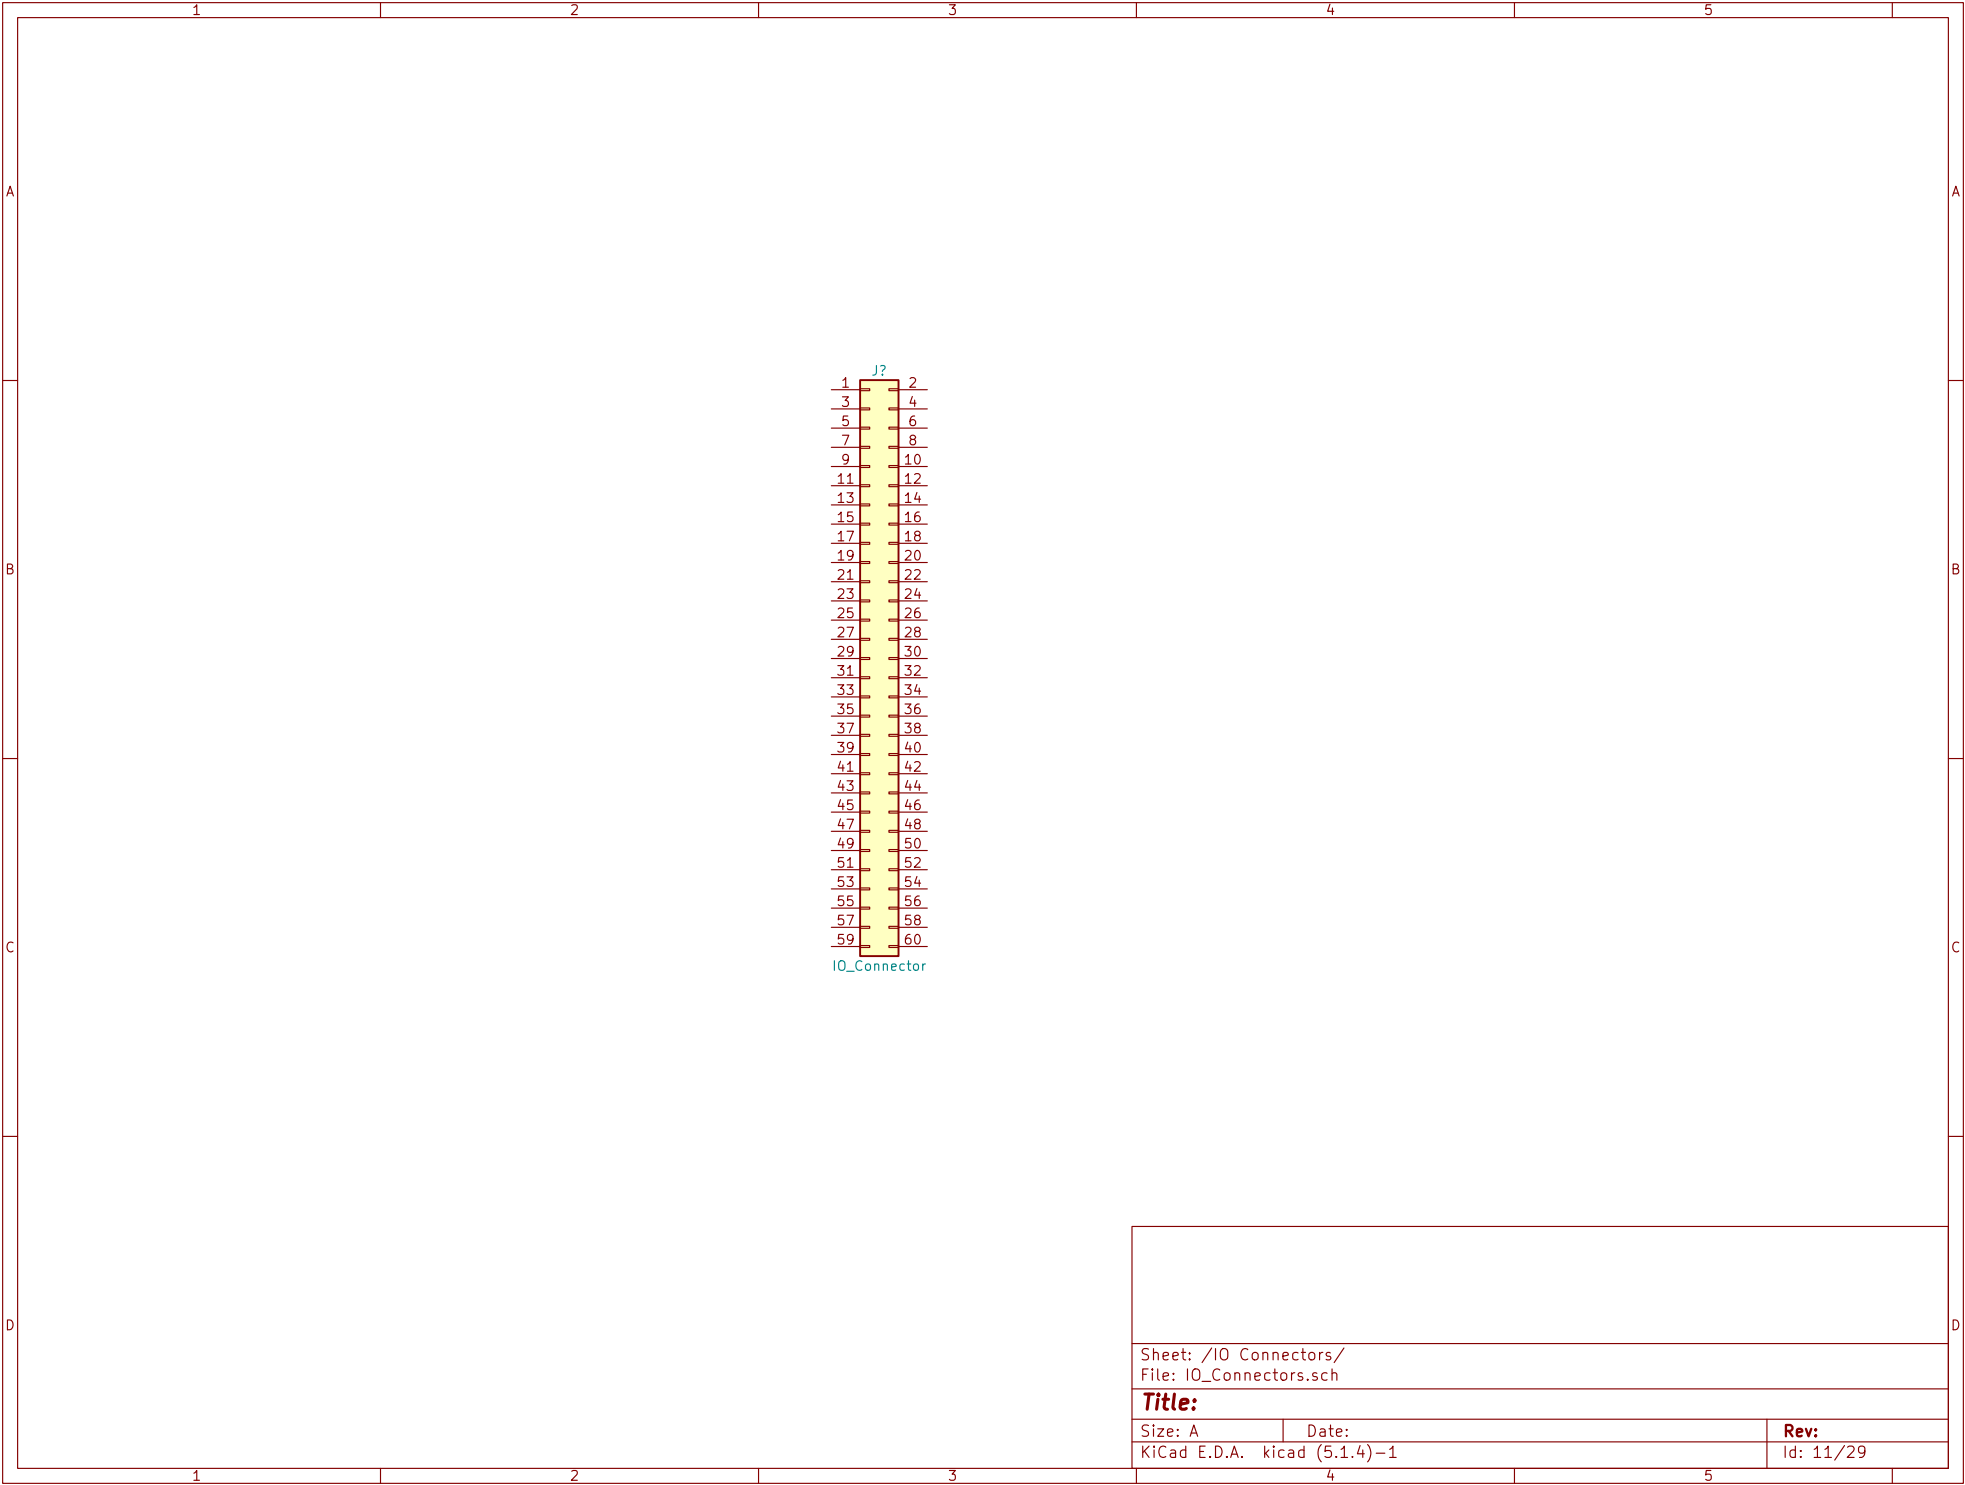 1 2 3 4 5
A A
J?
1 2
3 4
5 6
7 8
9 10
11 12
13 14
15 16
17 18
19 20
B B
21 22
23 24
25 26
27 28
29 30
31 32
33 34
35 36
37 38
39 40
41 42
43 44
45 46
47 48
49 50
51 52
53 54
55 56
57 58
59 60
C C
IO_Connector
D D
Sheet: /IO Connectors/
File: IO_Connectors.sch
Title:
Size: A Date: Rev:
KiCad E.D.A. kicad (5.1.4)-1 Id: 11/29
1 2 3 4 5